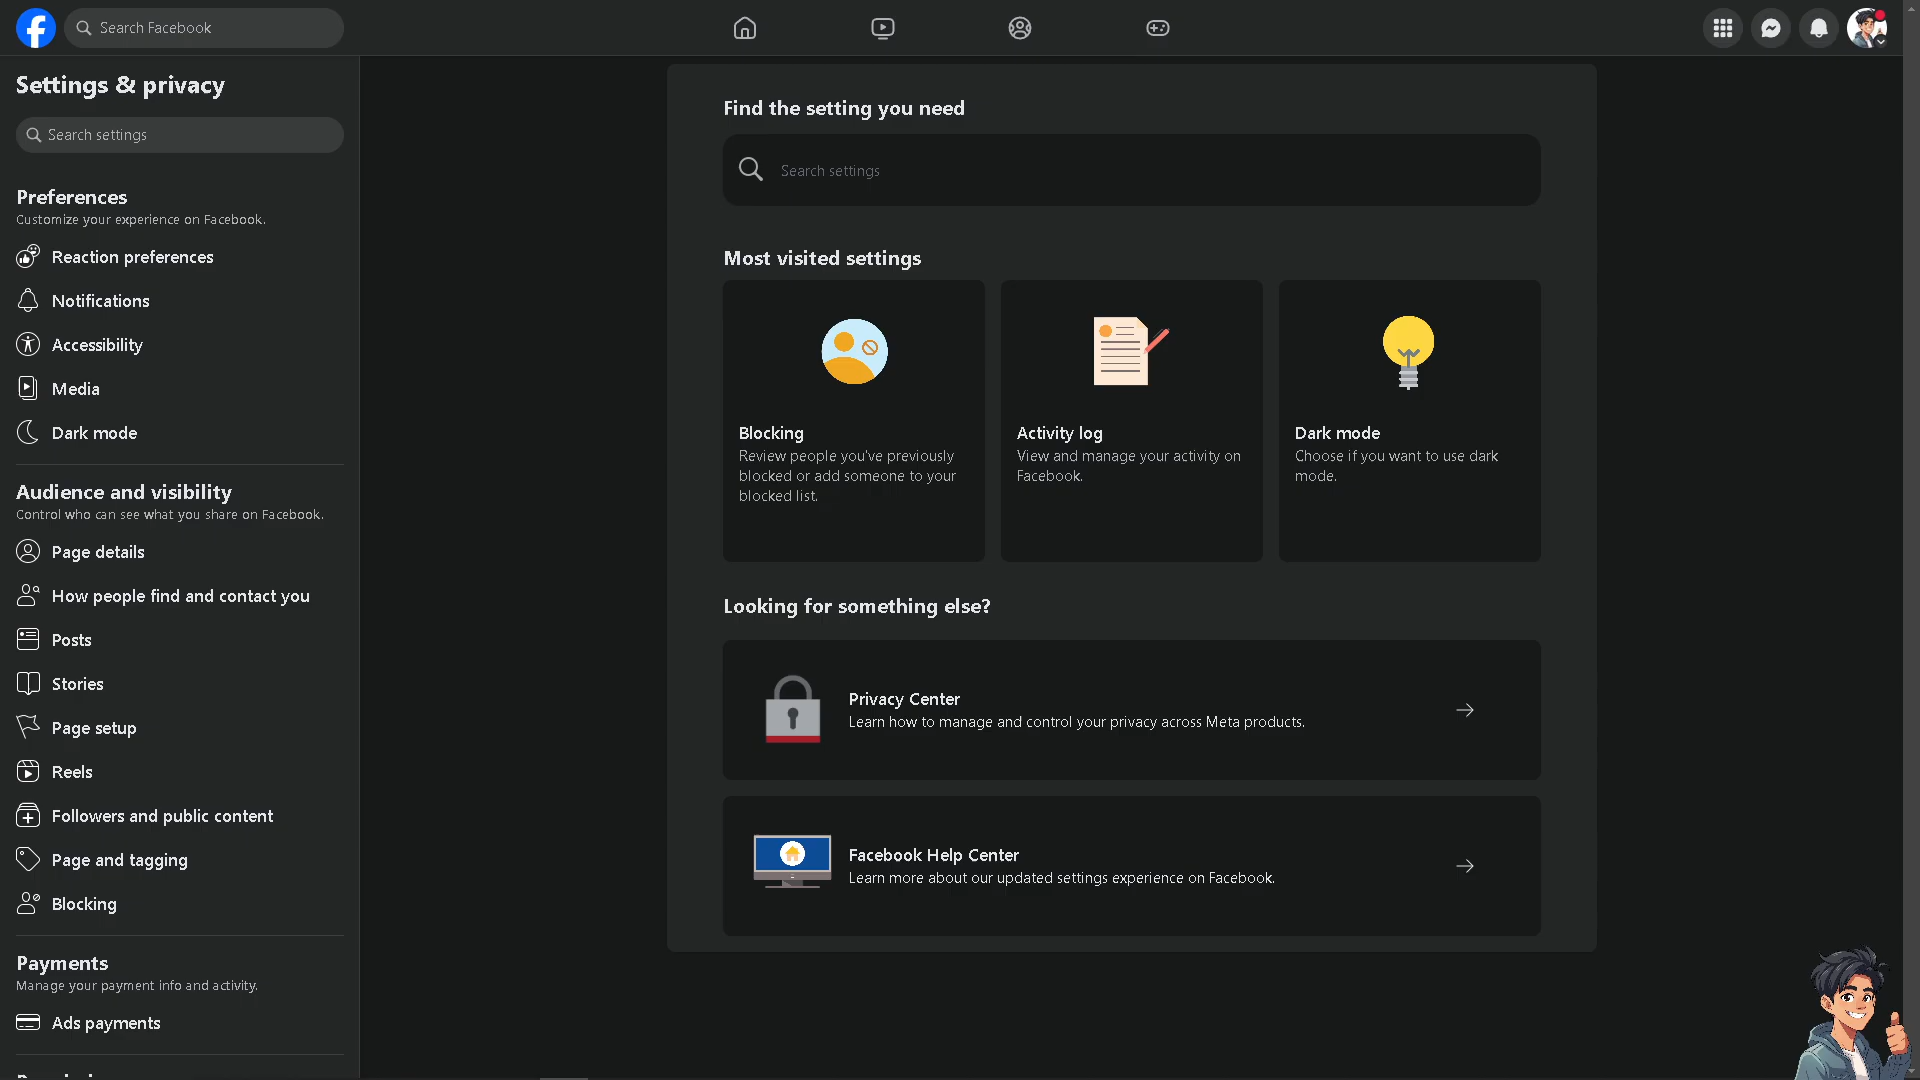 Search Facebook
Settings & privacy
Search settings
Preferences
Customize your experience on Facebook.
Reaction preferences
Notifications
Accessibility
Media
Dark mode
Audience and visibility
Control who can see what you share on Facebook.
Page details
How people find and contact you
Posts
Stories
Page setup
Reels
Followers and public content
Page and tagging
Blocking
Payments
Manage your payment info and activity.
Ads payments
Find the setting you need
Search settings
Most visited settings
Blocking
Review people you've previously
blocked or add someone to your
blocked list.
Activity log
View and manage your activity on
Facebook.
Dark mode
Choose if you want to use dark
mode.
Looking for something else?
Privacy Center
Learn how to manage and control your privacy across Meta products.
Facebook Help Center
Learn more about our updated settings experience on Facebook.